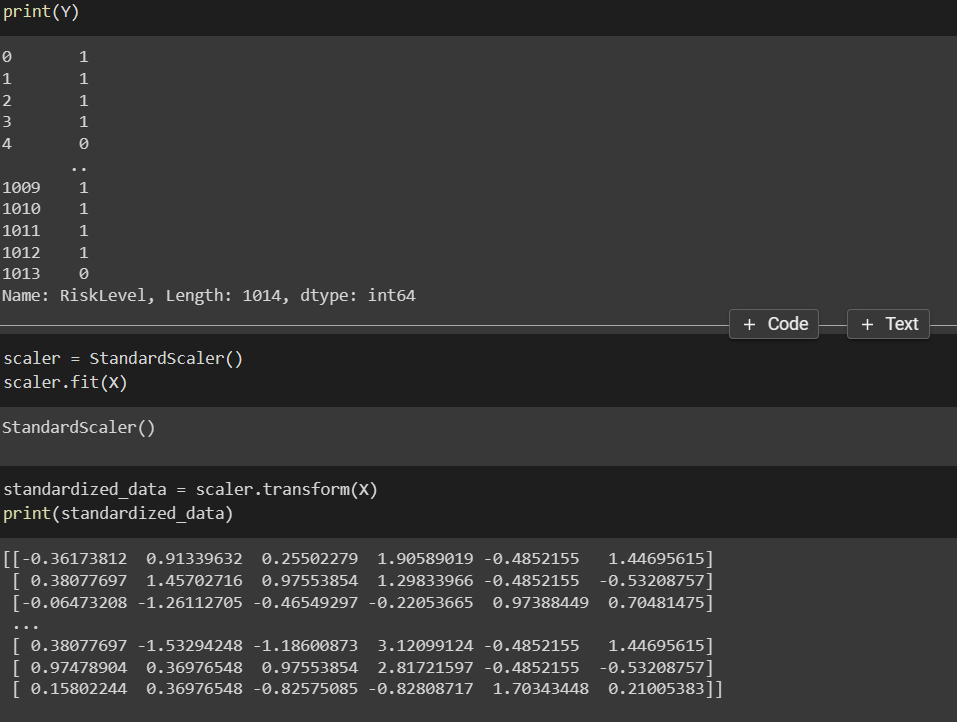 print(Y)
0       1
1       1
2       1
3       1
4       0
       ..
1009    1
1010    1
1011    1
1012    1
1013    0
Name: RiskLevel, Length: 1014, dtype: int64
+ Code + Text
scaler = StandardScaler()
scaler.fit(X)
StandardScaler()
standardized_data = scaler.transform(X)
print(standardized_data)
[[-0.36173812  0.91339632  0.25502279  1.90589019 -0.4852155   1.44695615]
 [ 0.38077697  1.45702716  0.97553854  1.29833966 -0.4852155  -0.53208757]
 [-0.06473208 -1.26112705 -0.46549297 -0.22053665  0.97388449  0.70481475]
 ...
 [ 0.38077697 -1.53294248 -1.18600873  3.12099124 -0.4852155   1.44695615]
 [ 0.97478904  0.36976548  0.97553854  2.81721597 -0.4852155  -0.53208757]
 [ 0.15802244  0.36976548 -0.82575085 -0.82808717  1.70343448  0.21005383]]